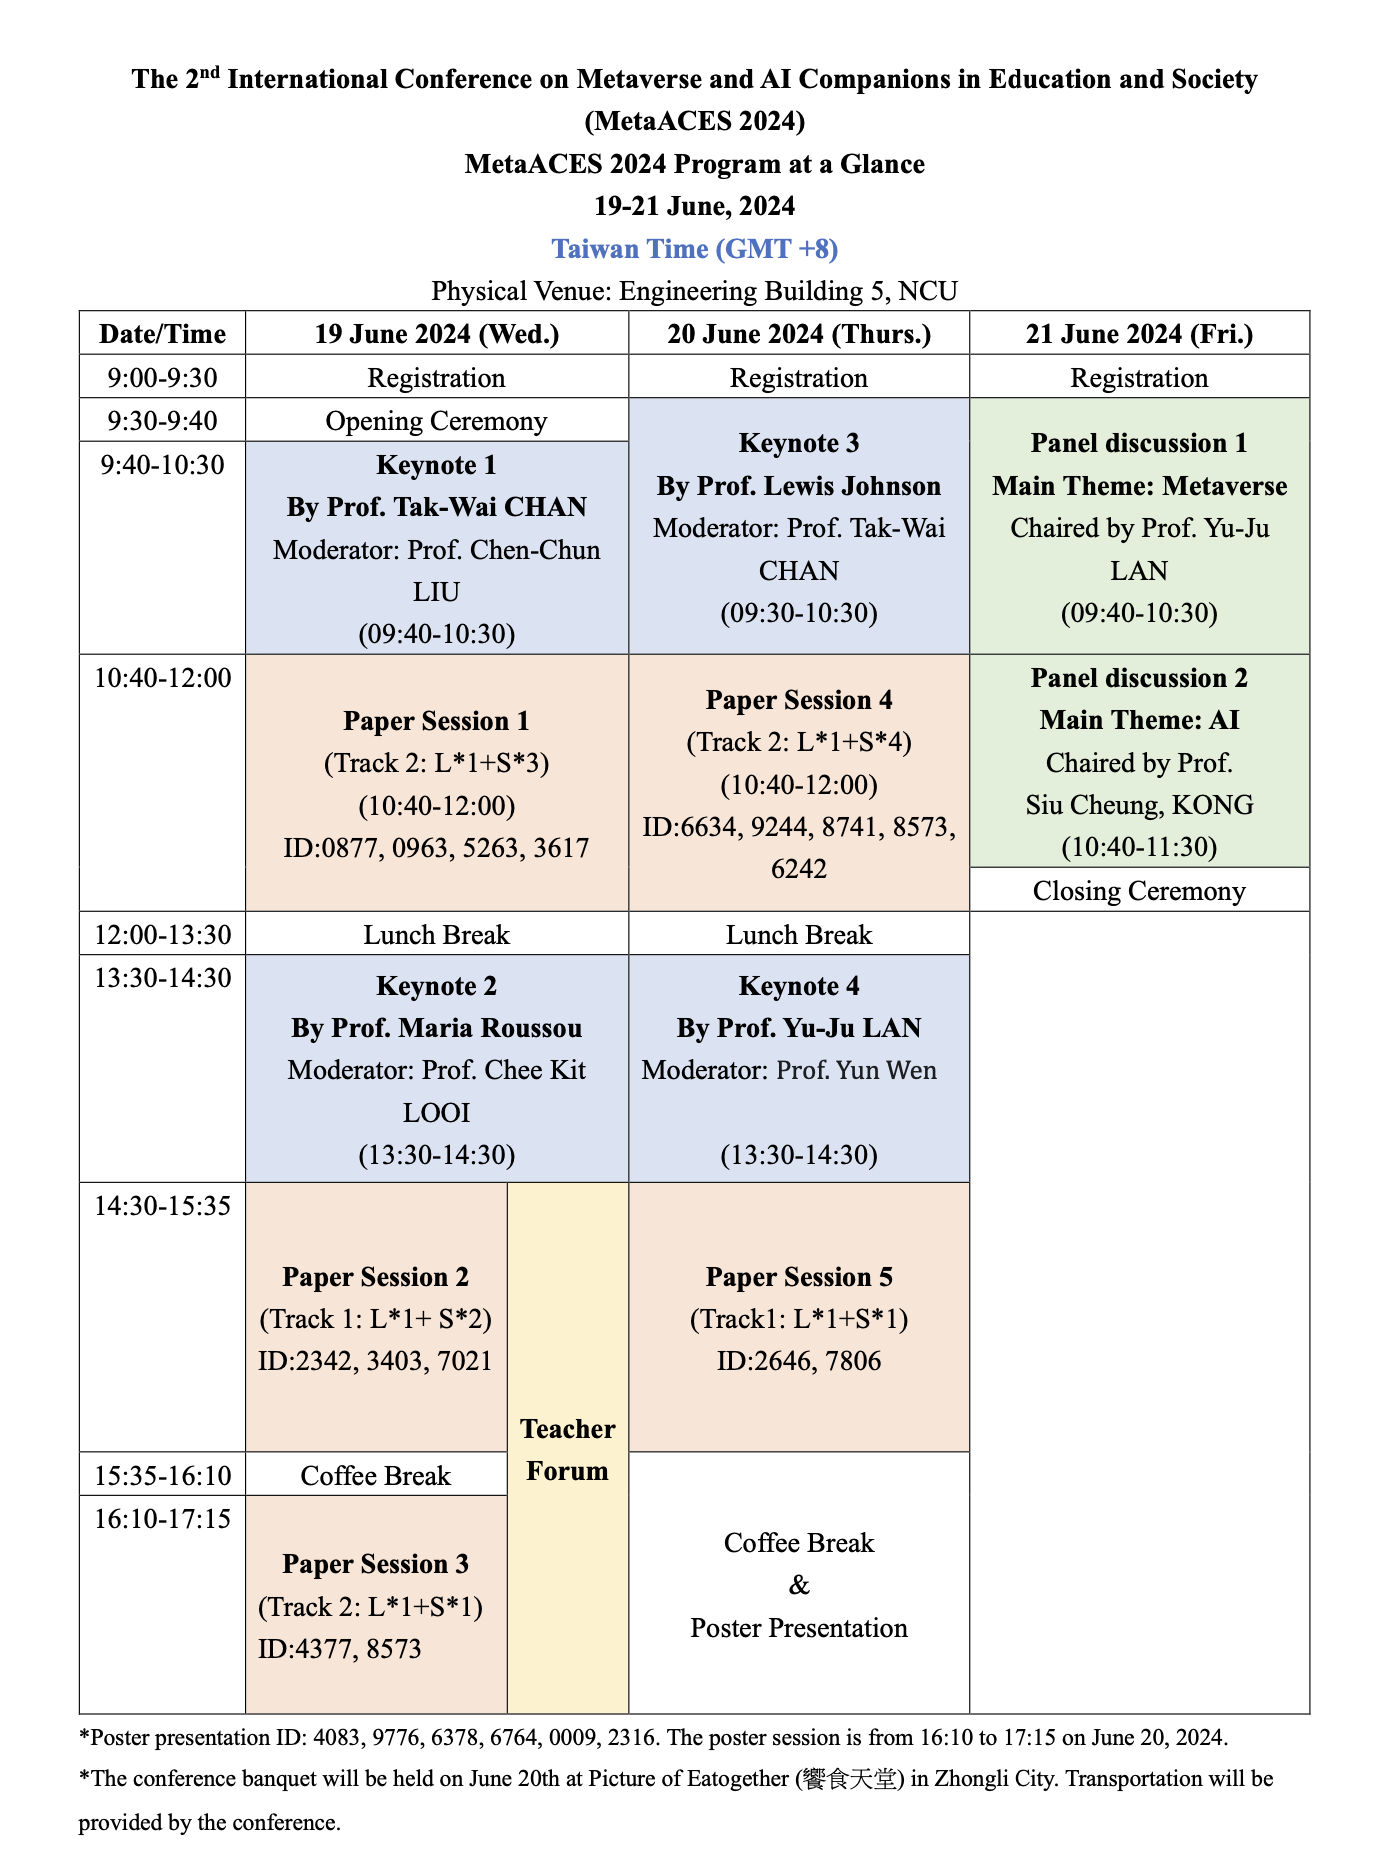 The 2nd International Conference on Metaverse and AI Companions in Education and Society
(MetaACES 2024)
MetaACES 2024 Program at a Glance
19-21 June, 2024
Taiwan Time (GMT +8)
Physical Venue: Engineering Building 5, NCU
Date/Time
19 June 2024 (Wed.)
20 June 2024 (Thurs.)
21 June 2024 (Fri.)
9:00-9:30
Registration
Registration
Registration
9:30-9:40
Opening Ceremony
Keynote 3
By Prof. Lewis Johnson
Moderator: Prof. Tak-Wai
CHAN
(09:30-10:30)
Panel discussion 1
Main Theme: Metaverse
Chaired by Prof. Yu-Ju
LAN
(09:40-10:30)
9:40-10:30
Keynote 1
By Prof. Tak-Wai CHAN
Moderator: Prof. Chen-Chun
LIU
(09:40-10:30)
10:40-12:00
Paper Session 1
(Track 2: L*1+S*3)
(10:40-12:00)
ID:0877, 0963, 5263, 3617
Paper Session 4
(Track 2: L*1+S*4)
(10:40-12:00)
ID:6634, 9244, 8741, 8573,
6242
Panel discussion 2
Main Theme: AI
Chaired by Prof.
Siu Cheung, KONG
(10:40-11:30)
Closing Ceremony
12:00-13:30
Lunch Break
Lunch Break
13:30-14:30
Keynote 2
By Prof. Maria Roussou
Moderator: Prof. Chee Kit
LOOI
(13:30-14:30)
Keynote 4
By Prof. Yu-Ju LAN
Moderator: Prof. Yun Wen
(13:30-14:30)
14:30-15:35
Paper Session 2
(Track 1: L*1+ S*2)
ID:2342, 3403, 7021
Teacher
Forum
Paper Session 5
(Track1: L*1+S*1)
ID:2646, 7806
15:35-16:10
Coffee Break
Coffee Break
&
Poster Presentation
16:10-17:15
Paper Session 3
(Track 2: L*1+S*1)
ID:4377, 8573
*Poster presentation ID: 4083, 9776, 6378, 6764, 0009, 2316. The poster session is from 16:10 to 17:15 on June 20, 2024.
*The conference banquet will be held on June 20th at Picture of Eatogether (饗食天堂) in Zhongli City. Transportation will be
provided by the conference.